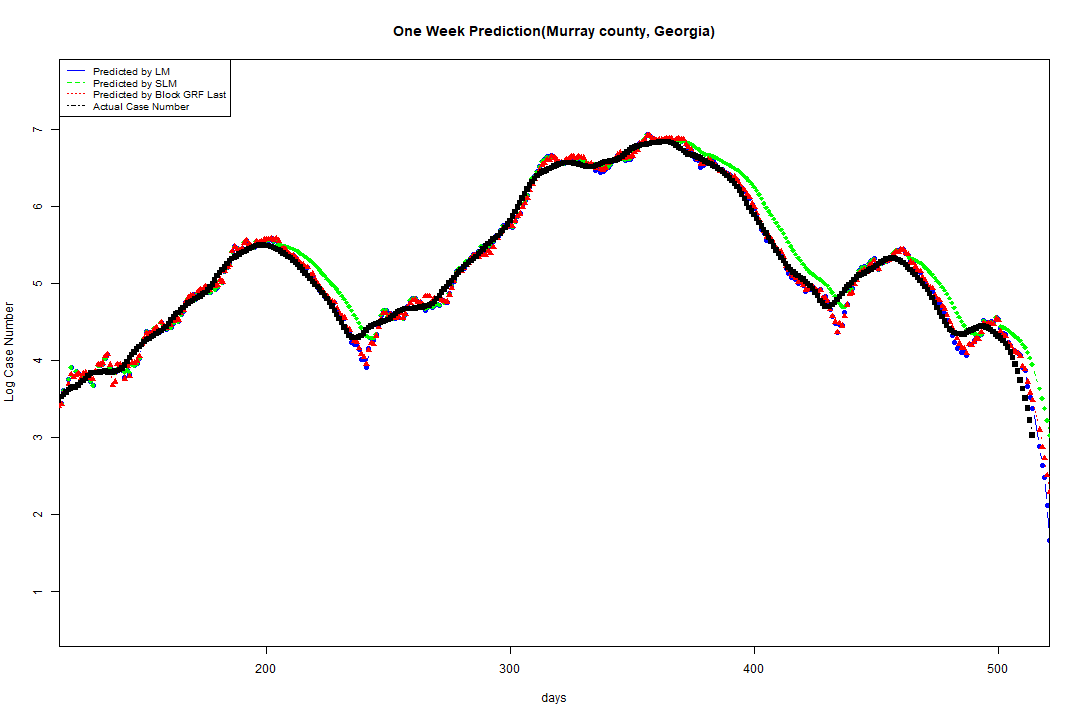 One Week Prediction(Murray county, Georgia)
Predicted by LM
Predicted by SLM
Predicted by Block GRF Last
Actual Case Number
7
6
5
4
3
2
1
Log Case Number
200 300 400 500
days